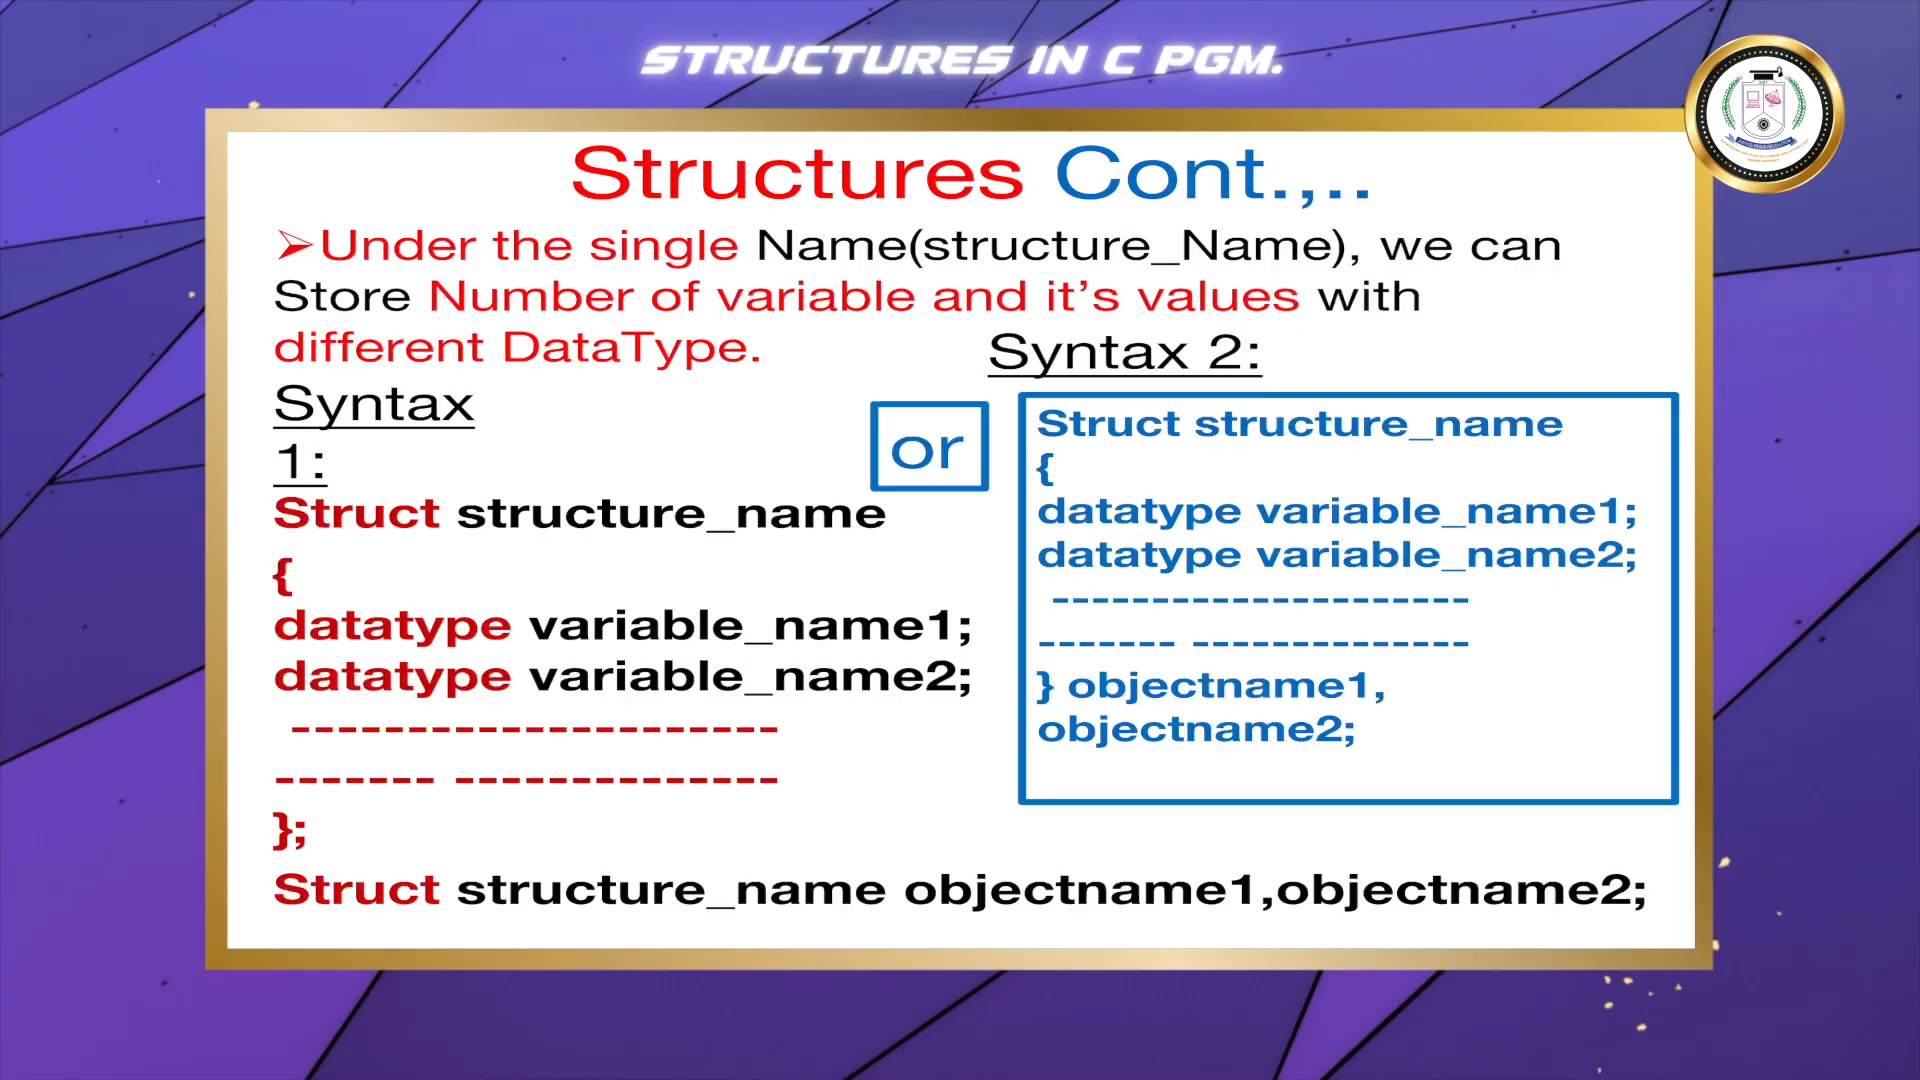 STRUCTURES IN C PGM.
Structures Cont.,..
➢Under the single Name(structure_Name), we can
Store Number of variable and it’s values with
different DataType.
Syntax
1:
Struct structure_name
{
datatype variable_name1;
datatype variable_name2;
---------------------
------- --------------
};
Struct structure_name objectname1,objectname2;
or
Syntax 2:
Struct structure_name
{
datatype variable_name1;
datatype variable_name2;
---------------------
------- --------------
} objectname1,
objectname2;